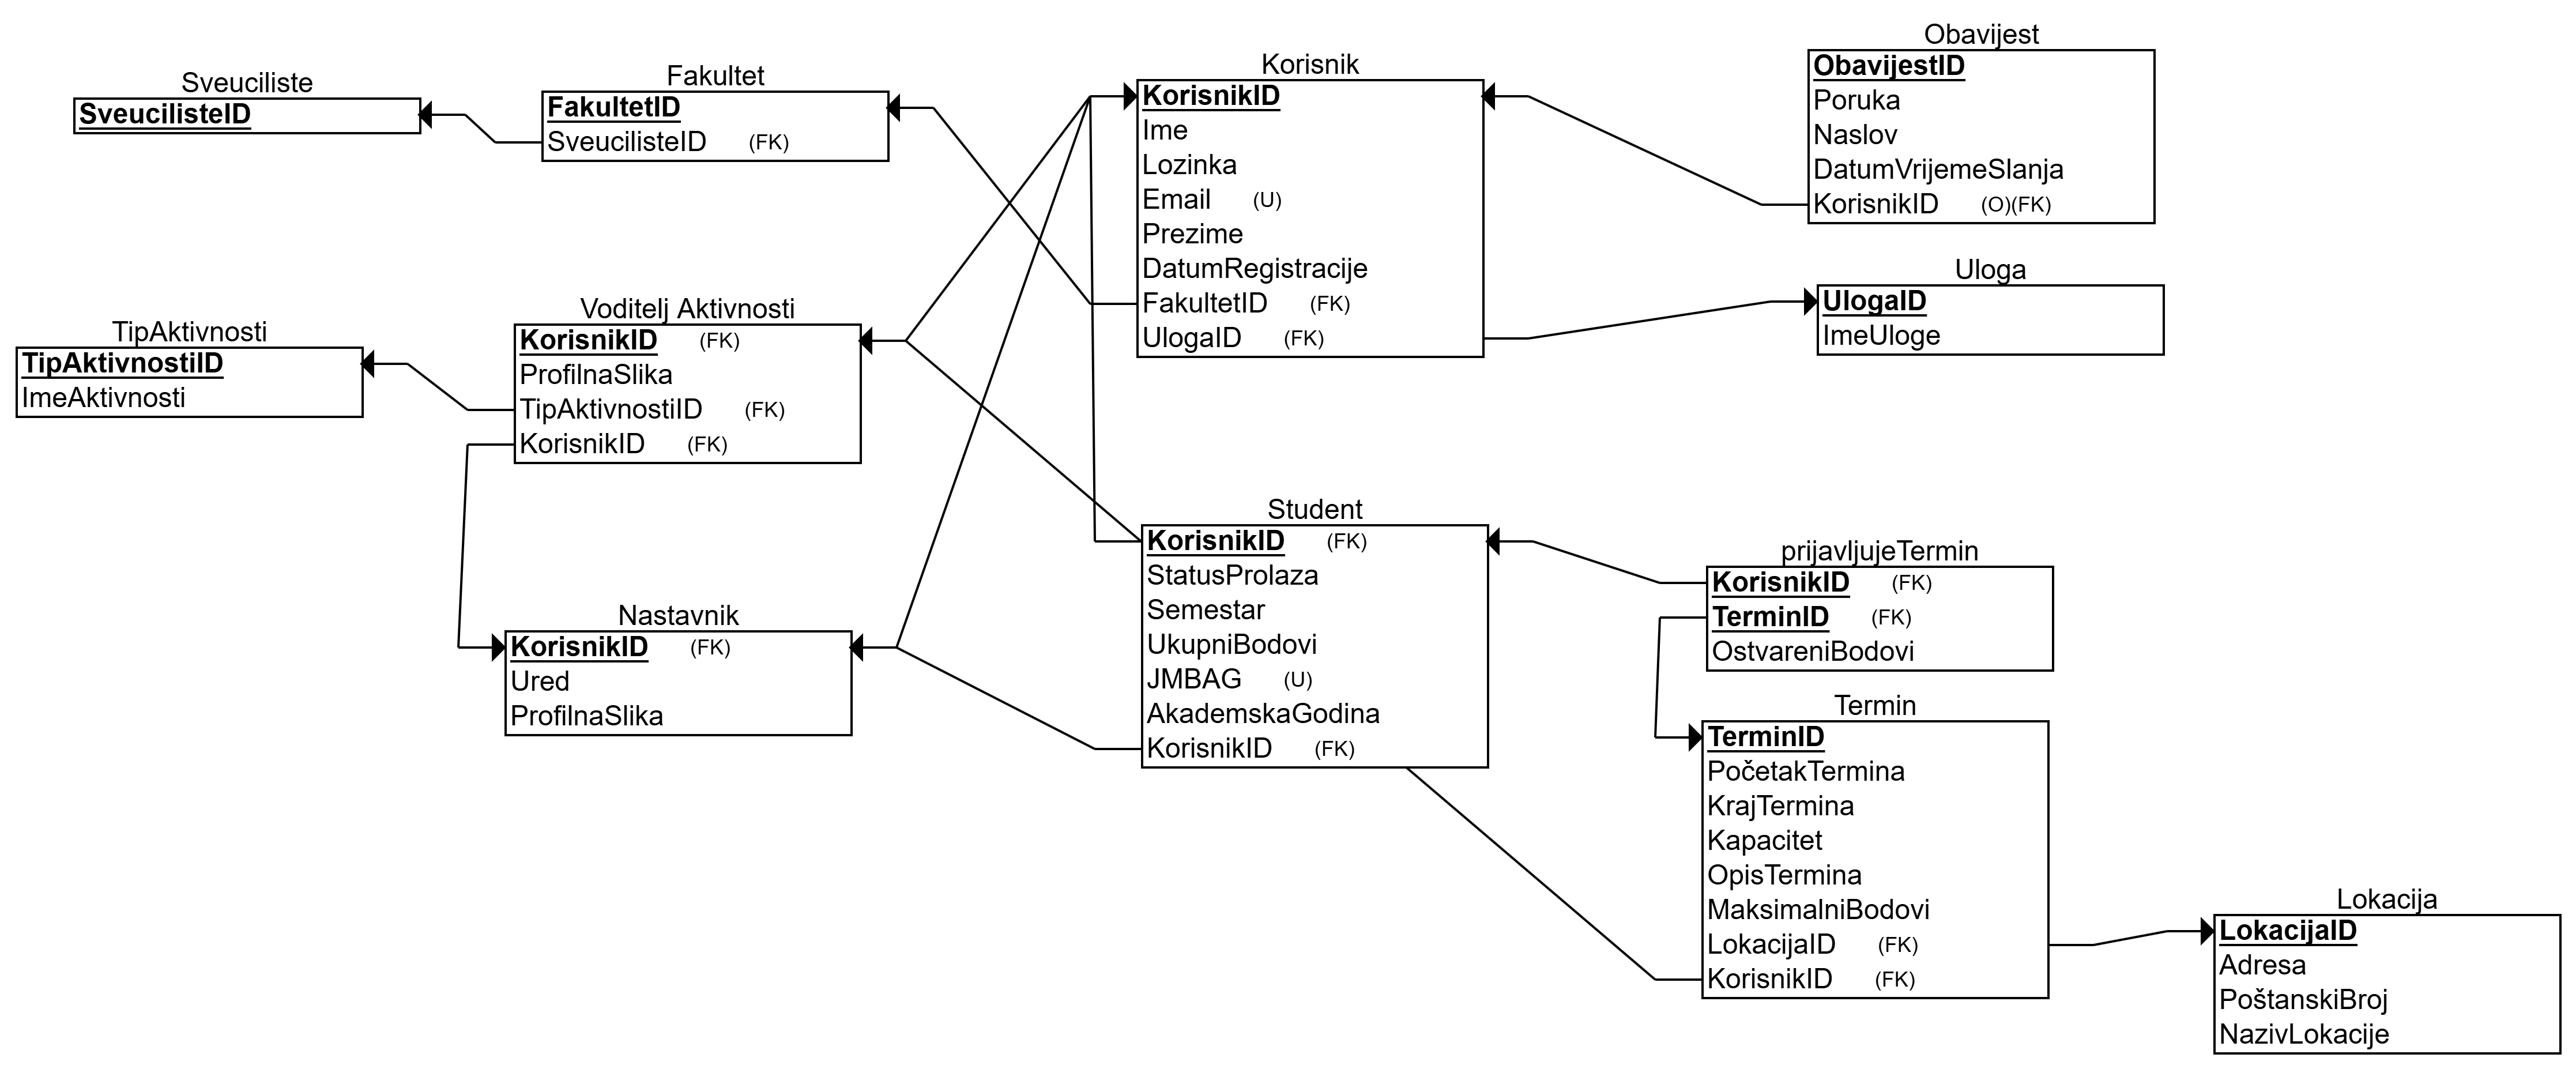 Sveuciliste
SveucilisteID
Fakultet
FakultetID
SveucilisteID (FK)
Korisnik
KorisnikID
Ime
Lozinka
Email (U)
Prezime
DatumRegistracije
FakultetID (FK)
UlogaID (FK)
Obavijest
ObavijestID
Poruka
Naslov
DatumVrijemeSlanja
KorisnikID (O)(FK)
Uloga
UlogaID
ImeUloge
TipAktivnosti
TipAktivnostiID
ImeAktivnosti
Voditelj Aktivnosti
KorisnikID (FK)
ProfilnaSlika
TipAktivnostiID (FK)
KorisnikID (FK)
Nastavnik
KorisnikID (FK)
Ured
ProfilnaSlika
Student
KorisnikID (FK)
StatusProlaza
Semestar
UkupniBodovi
JMBAG (U)
AkademskaGodina
KorisnikID (FK)
prijavljujeTermin
KorisnikID (FK)
TerminID (FK)
OstvareniBodovi
Termin
TerminID
PočetakTermina
KrajTermina
Kapacitet
OpisTermina
MaksimalniBodovi
LokacijaID (FK)
KorisnikID (FK)
Lokacija
LokacijaID
Adresa
PoštanskiBroj
NazivLokacije